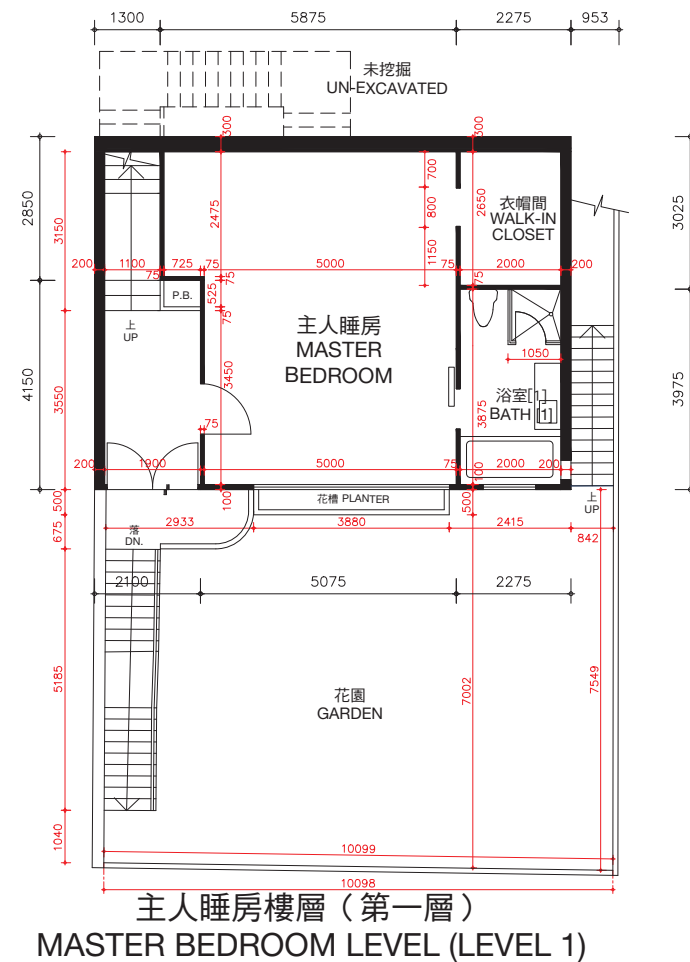 1300 5875 2275 953
未挖掘
UN-EXCAVATED
300 300
2850 3150 2475 700 800 1150 2650 3025
衣帽間
WALK-IN
CLOSET
200 1100 725 75 5000 75 2000 200
75 75 75
P.B. 525
75
上
UP
主人睡房
MASTER
BEDROOM
1050
4150 3550 3450 3875 3975
浴室[1]
BATH [1]
75
200 1900 5000 75 2000 200
100 100
花槽 PLANTER
500 500
上
UP
675
落
DN.
2933 3880 2415
842
2100 5075 2275
5185 7002 7549
花園
GARDEN
1040
10099
10098
主人睡房樓層（第一層）
MASTER BEDROOM LEVEL (LEVEL 1)